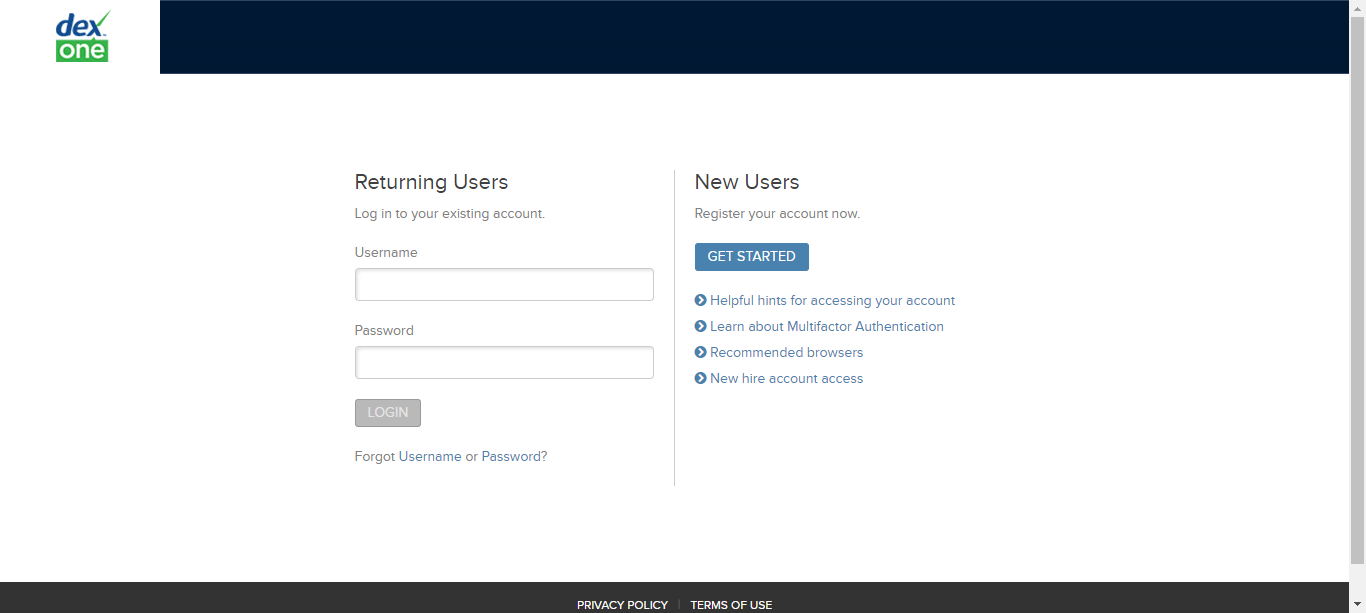 dex
one
Returning Users
Log in to your existing account.
Username
Password
LOGIN
Forgot Username or Password?
New Users
Register your account now.
GET STARTED
Helpful hints for accessing your account
Learn about Multifactor Authentication
Recommended browsers
New hire account access
PRIVACY POLICY | TERMS OF USE